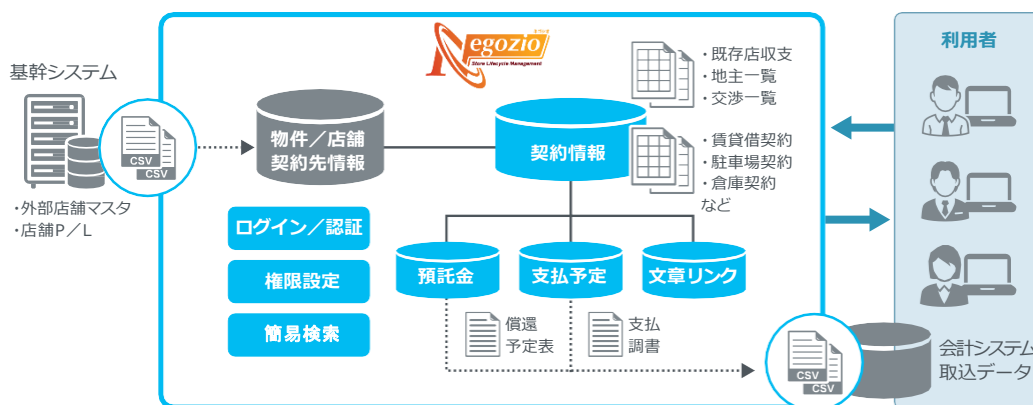 Negozio
Store Lifecycle Management
基幹システム
CSV
CSV
・外部店舗マスタ
・店舗P／L
物件／店舗
契約先情報
契約情報
・既存店収支
・地主一覧
・交渉一覧
・賃貸借契約
・駐車場契約
・倉庫契約
など
ログイン／認証
権限設定
簡易検索
預託金
支払予定
文章リンク
償還
予定表
支払
調書
CSV
CSV
利用者
会計システム
取込データ